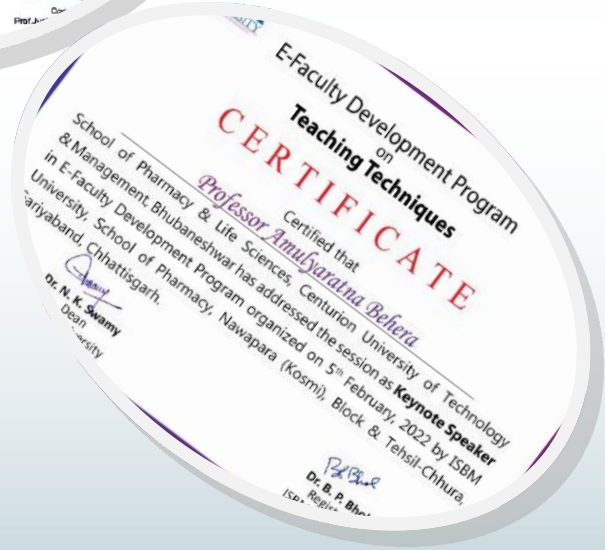 E-Faculty Development Program
on
Teaching Techniques
CERTIFICATE
Certified that
Professor Amulyaratna Behera
School of Pharmacy & Life Sciences, Centurion University of Technology
& Management, Bhubaneshwar has addressed the session as Keynote Speaker
in E-Faculty Development Program organized on 5th February, 2022 by ISBM
University, School of Pharmacy, Nawapara (Kosmi), Block & Tehsil-Chhura,
Chhattisgarh.
Dr. N. K. Swamy
Dean
Dr. B. P.